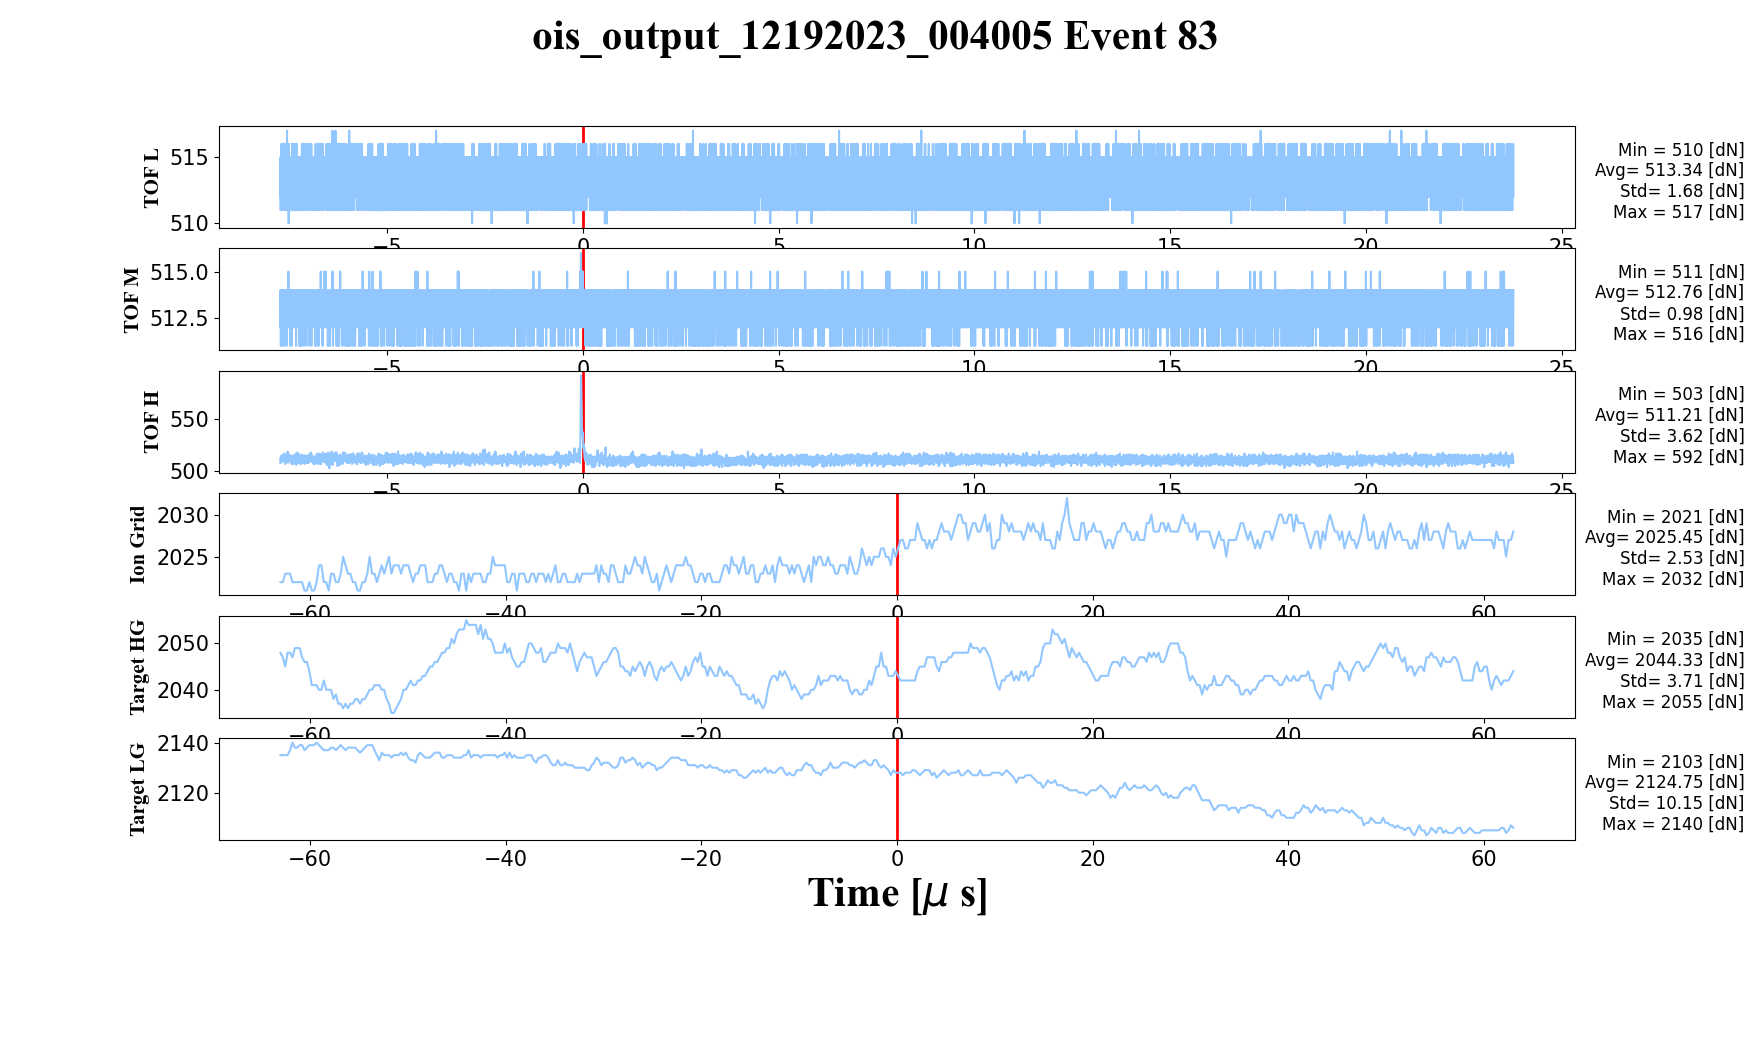 ois_output_12192023_004005 Event 83
TOF L
515
510
Min = 510 [dN]
Avg= 513.34 [dN]
Std= 1.68 [dN]
Max = 517 [dN]
−5 0 5 10 15 20 25
TOF M
515.0
512.5
Min = 511 [dN]
Avg= 512.76 [dN]
Std= 0.98 [dN]
Max = 516 [dN]
−5 0 5 10 15 20 25
TOF H
550
500
Min = 503 [dN]
Avg= 511.21 [dN]
Std= 3.62 [dN]
Max = 592 [dN]
−5 0 5 10 15 20 25
Ion Grid
2030
2025
Min = 2021 [dN]
Avg= 2025.45 [dN]
Std= 2.53 [dN]
Max = 2032 [dN]
−60 −40 −20 0 20 40 60
Target HG
2050
2040
Min = 2035 [dN]
Avg= 2044.33 [dN]
Std= 3.71 [dN]
Max = 2055 [dN]
−60 −40 −20 0 20 40 60
Target LG
2140
2120
Min = 2103 [dN]
Avg= 2124.75 [dN]
Std= 10.15 [dN]
Max = 2140 [dN]
−60 −40 −20 0 20 40 60
Time [μ s]